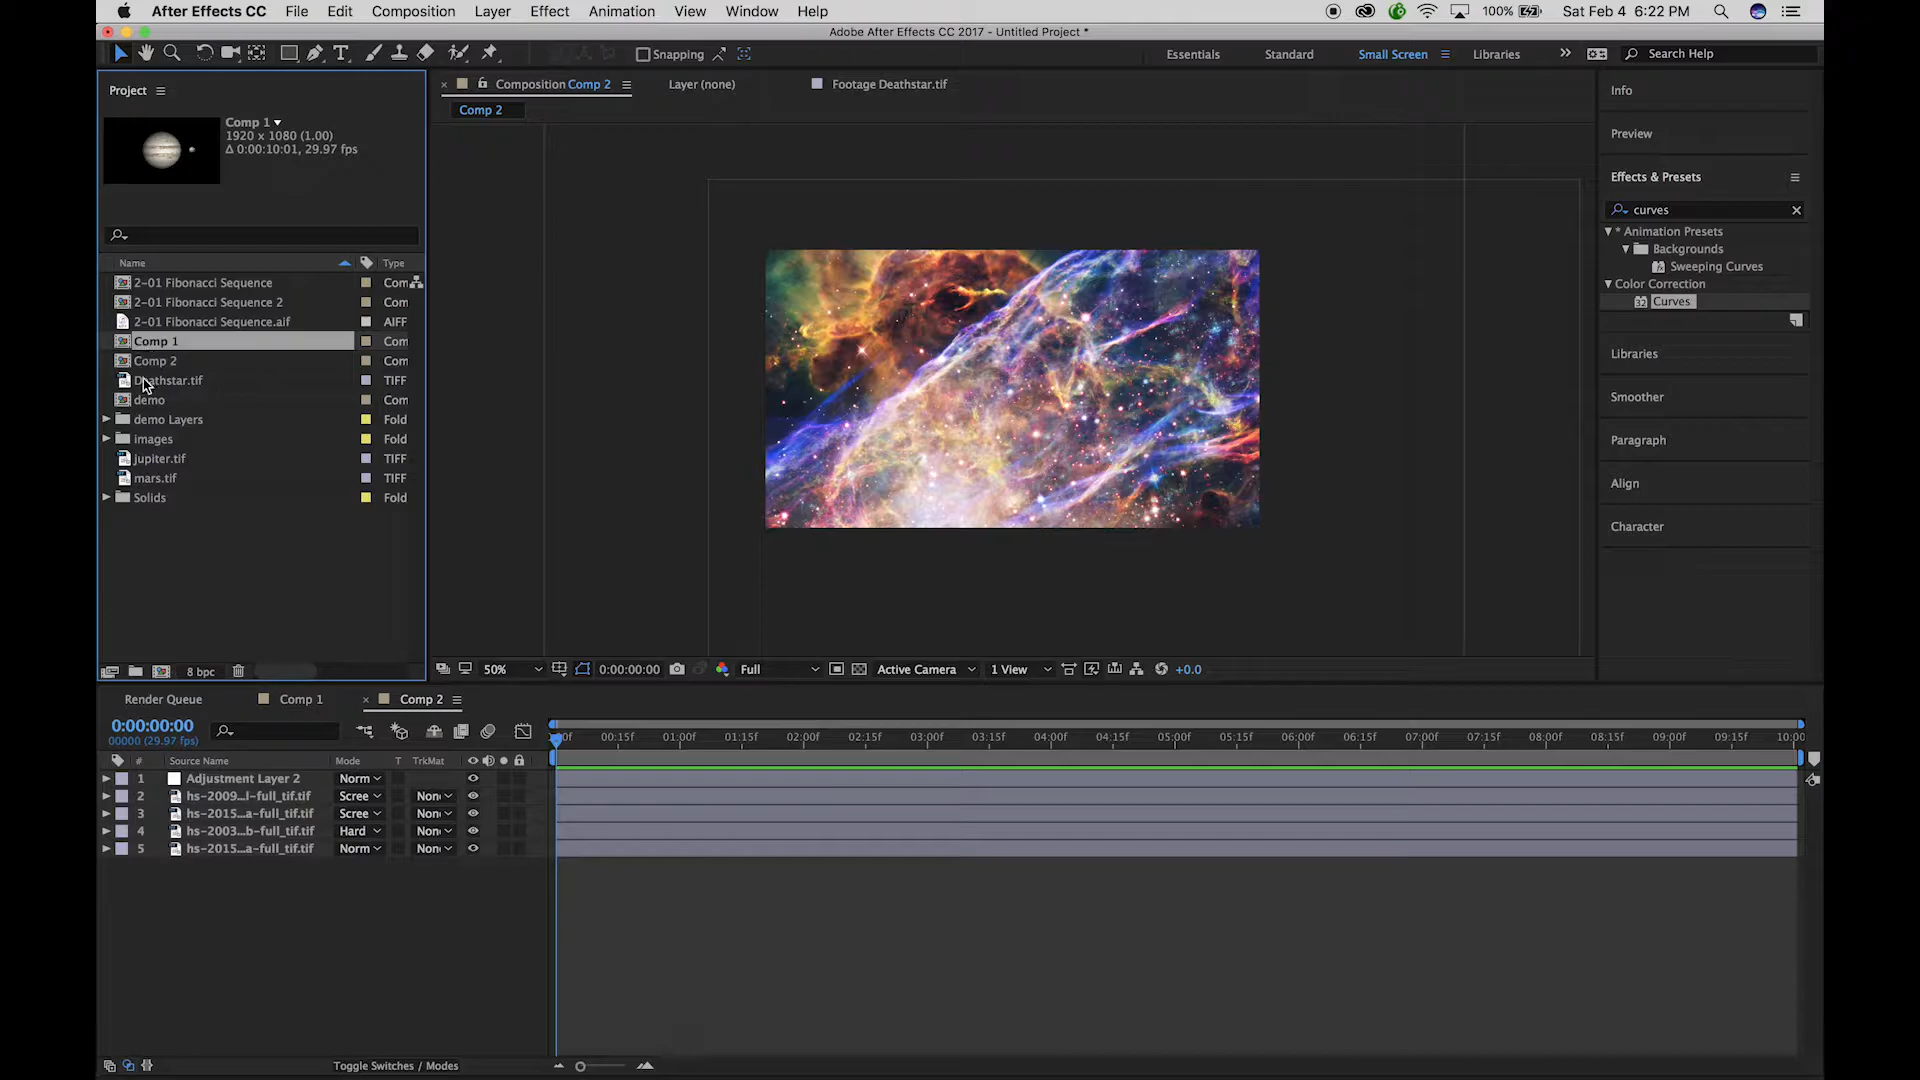 After Effects CC File Edit Composition Layer Effect Animation View Window Help 100% Sat Feb 4 6:22 PM
Adobe After Effects CC 2017 - Untitled Project *
Snapping Essentials Standard Small Screen Libraries Search Help
Project
Comp 1
1920 x 1080 (1.00)
Δ 0:00:10:01, 29.97 fps
Name Type
2-01 Fibonacci Sequence Com
2-01 Fibonacci Sequence 2 Com
2-01 Fibonacci Sequence.aif AIFF
Comp 1 Com
Comp 2 Com
Deathstar.tif TIFF
demo Com
demo Layers Fold
images Fold
jupiter.tif TIFF
mars.tif TIFF
Solids Fold
8 bpc
Composition Comp 2 Layer (none) Footage Deathstar.tif
Comp 2
50% 0:00:00:00 Full Active Camera 1 View +0.0
Info
Preview
Effects & Presets
curves
* Animation Presets
Backgrounds
Sweeping Curves
Color Correction
32 Curves
Libraries
Smoother
Paragraph
Align
Character
Render Queue Comp 1 Comp 2
0:00:00:00
00000 (29.97 fps)
00f 00:15f 01:00f 01:15f 02:00f 02:15f 03:00f 03:15f 04:00f 04:15f 05:00f 05:15f 06:00f 06:15f 07:00f 07:15f 08:00f 08:15f 09:00f 09:15f 10:00
# Source Name Mode T TrkMat
1 Adjustment Layer 2 Norm
2 hs-2009...l-full_tif.tif Scree Non
3 hs-2015...a-full_tif.tif Scree Non
4 hs-2003...b-full_tif.tif Hard Non
5 hs-2015...a-full_tif.tif Norm Non
Toggle Switches / Modes